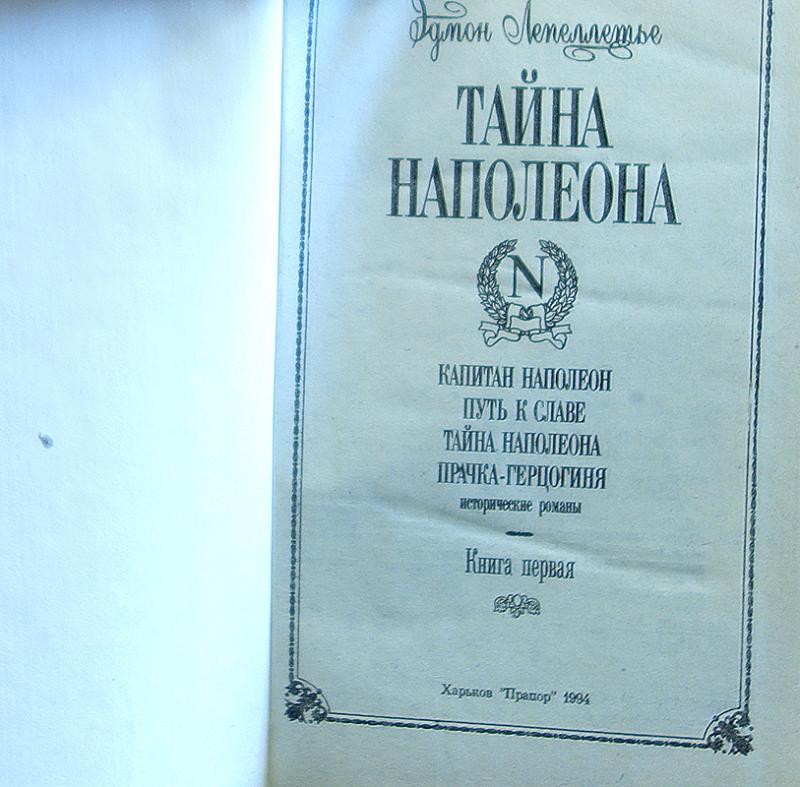 Эдмон Лепеллетье
ТАЙНА
НАПОЛЕОНА
N
КАПИТАН НАПОЛЕОН
ПУТЬ К СЛАВЕ
ТАЙНА НАПОЛЕОНА
ПРАЧКА-ГЕРЦОГИНЯ
исторические романы
Книга первая
Харьков "Прапор" 1994